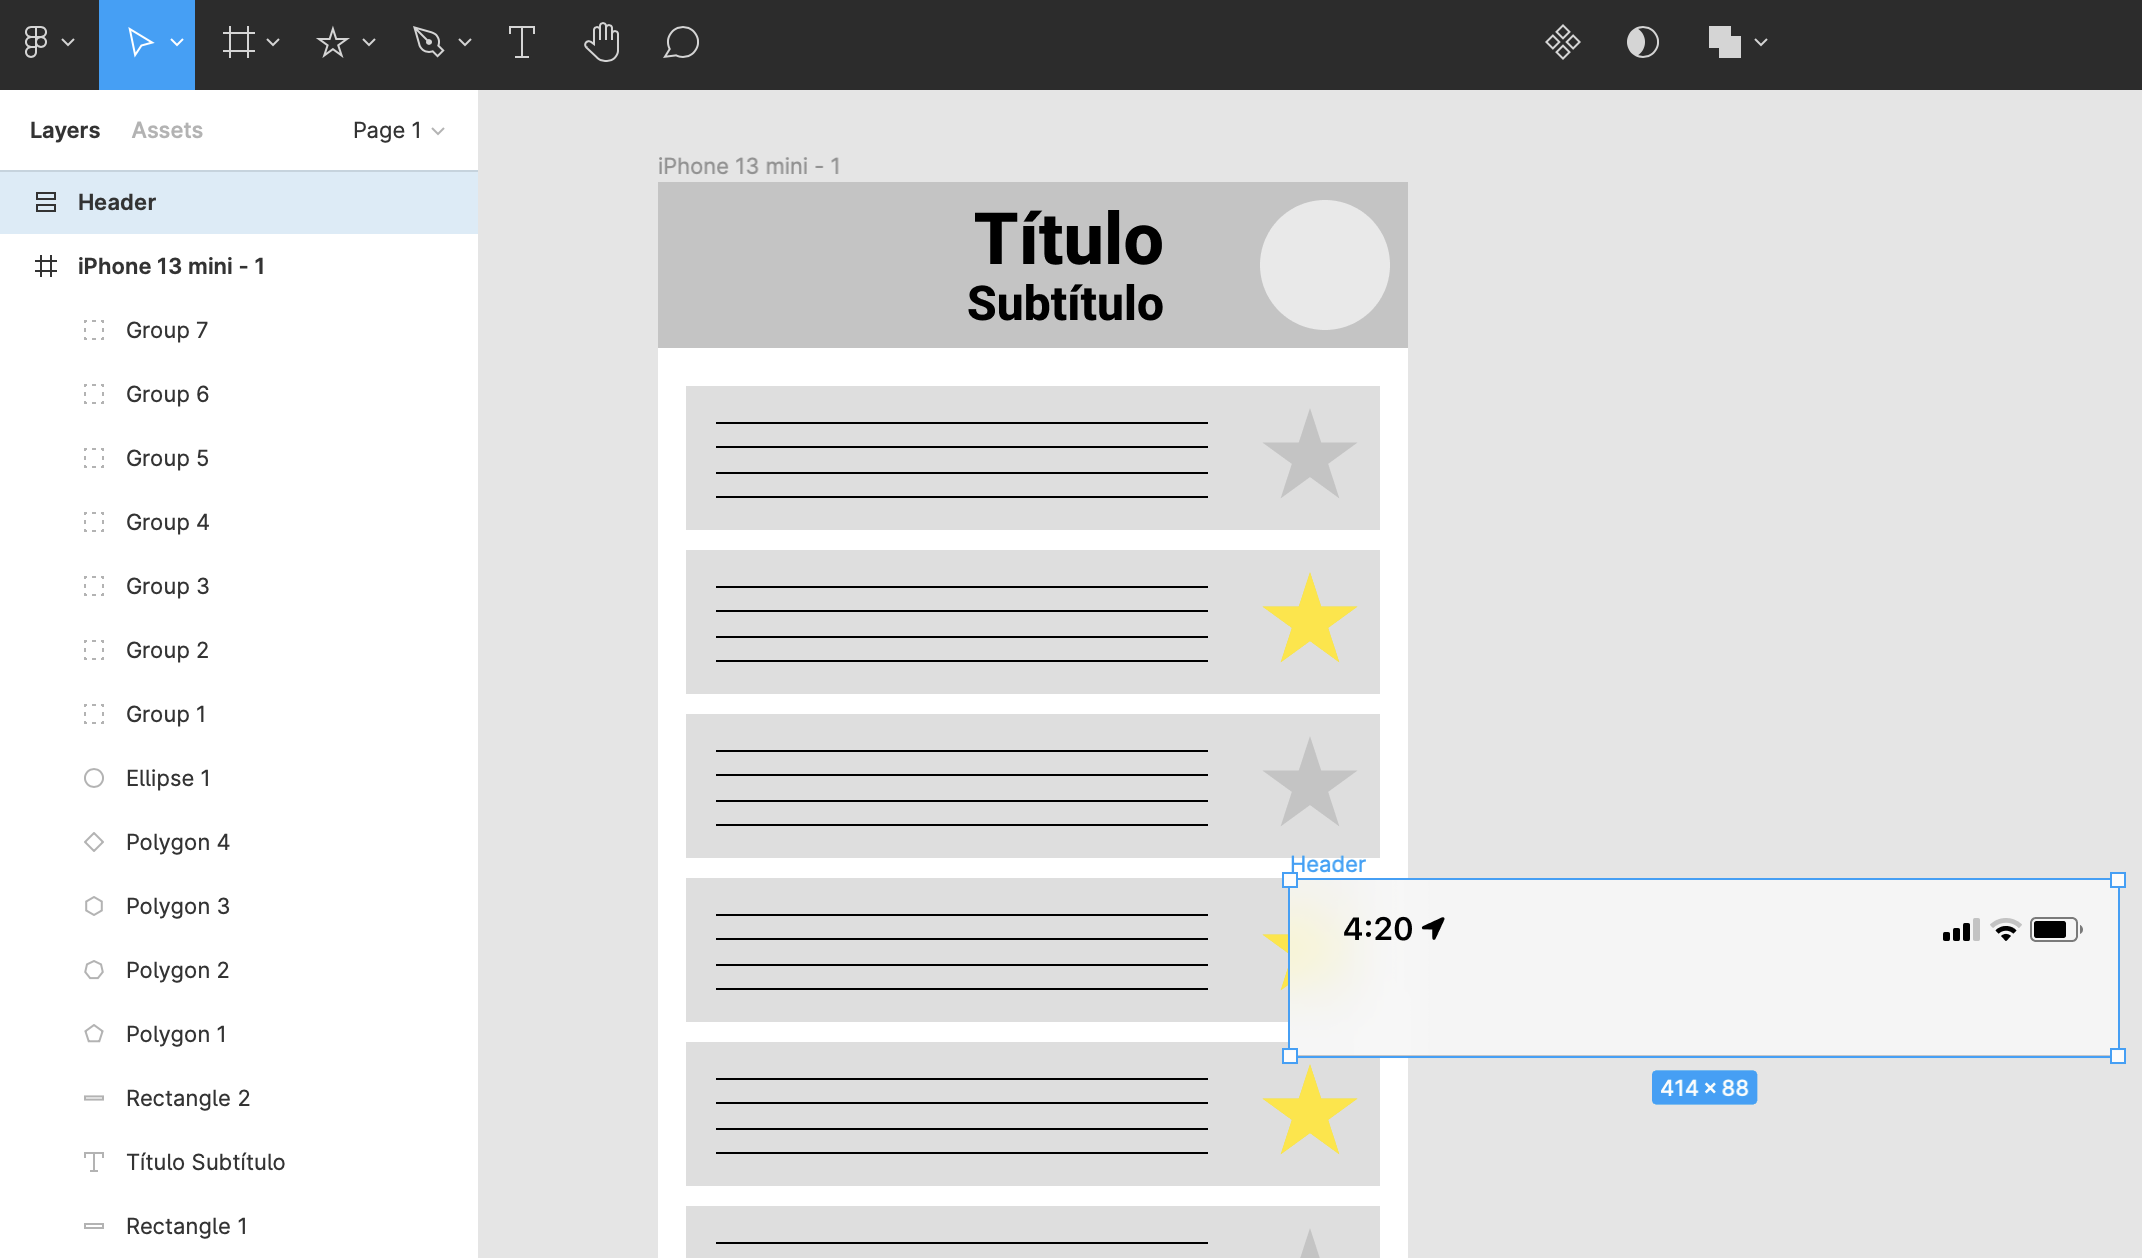 Layers
Assets
Page 1
Header
iPhone 13 mini - 1
Group 7
Group 6
Group 5
Group 4
Group 3
Group 2
Group 1
Ellipse 1
Polygon 4
Polygon 3
Polygon 2
Polygon 1
Rectangle 2
Título Subtítulo
Rectangle 1
iPhone 13 mini - 1
Título
Subtítulo
Header
4:20
414 × 88